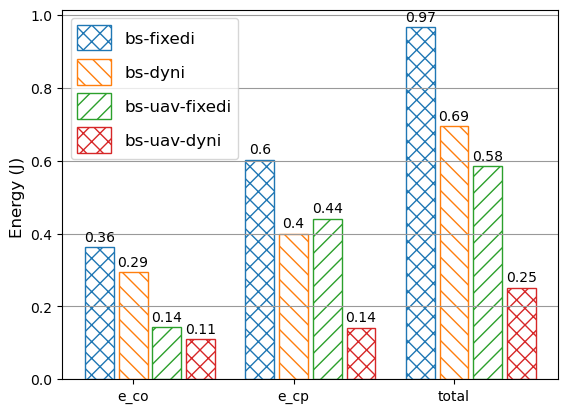 Energy (J)
1.0
0.8
0.6
0.4
0.2
0.0
bs-fixedi
bs-dyni
bs-uav-fixedi
bs-uav-dyni
0.36
0.29
0.14
0.11
0.6
0.4
0.44
0.14
0.97
0.69
0.58
0.25
e_co
e_cp
total